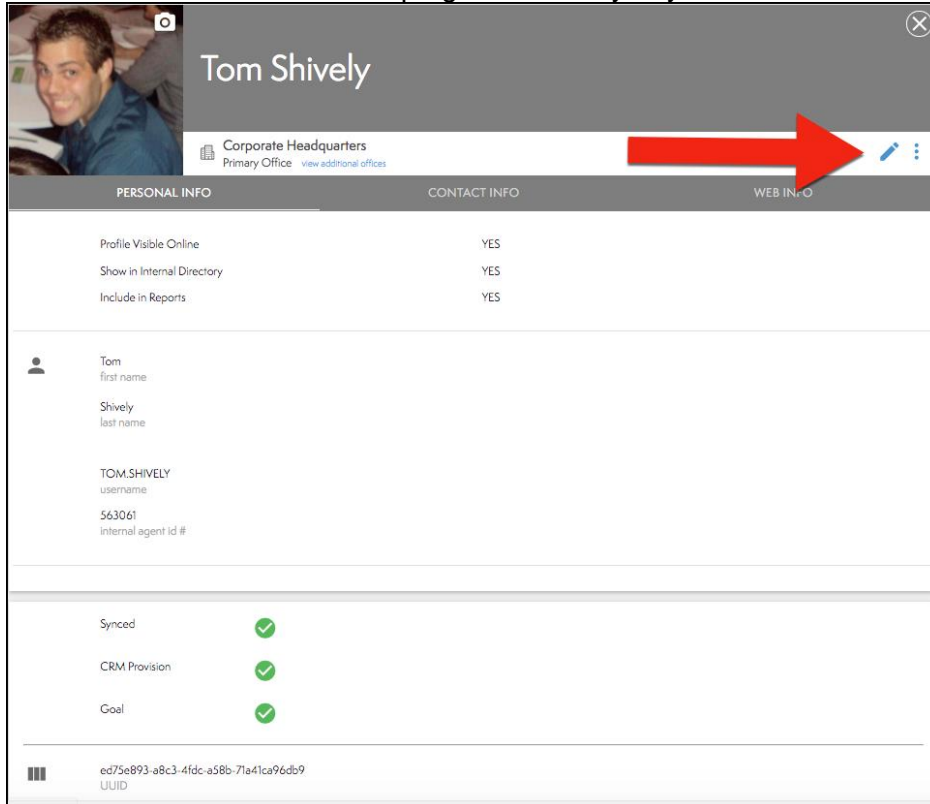 Tom Shively
Corporate Headquarters
Primary Office view additional offices
PERSONAL INFO CONTACT INFO WEB INFO
Profile Visible Online YES
Show in Internal Directory YES
Include in Reports YES
Tom
first name
Shively
last name
TOM.SHIVELY
username
563061
internal agent id #
Synced
CRM Provision
Goal
ed75e893-a8c3-4fdc-a58b-71a41ca96db9
UUID